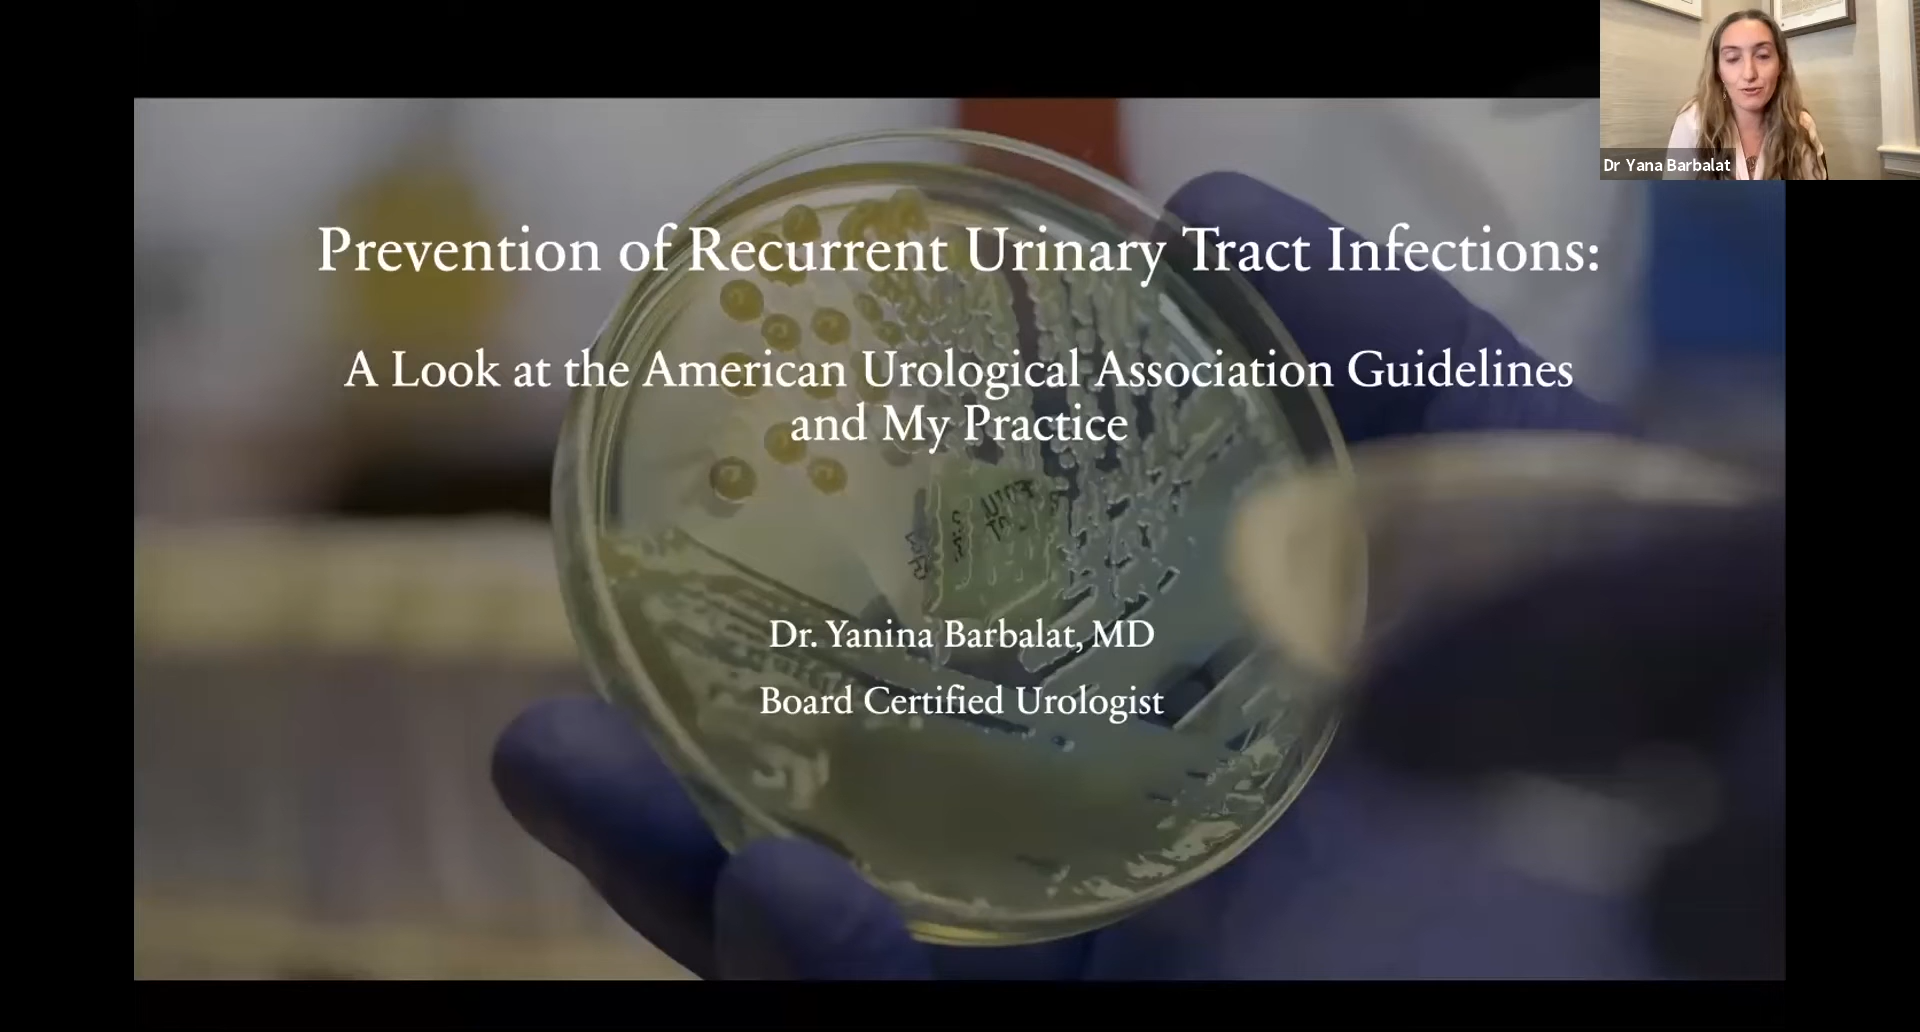 Dr Yana Barbalat
Prevention of Recurrent Urinary Tract Infections:
A Look at the American Urological Association Guidelines
and My Practice
Dr. Yanina Barbalat, MD
Board Certified Urologist